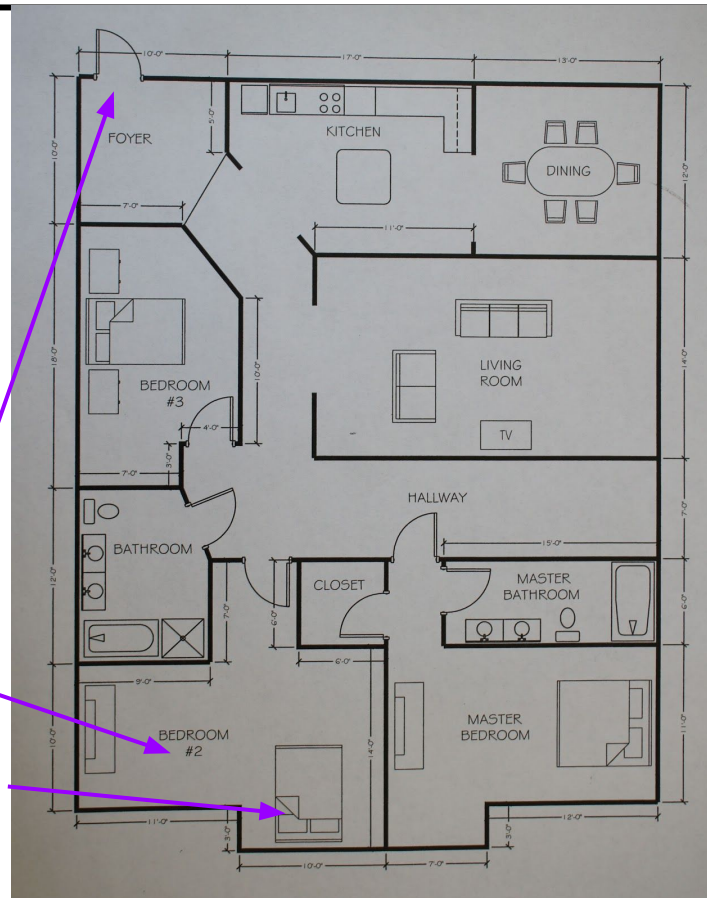 10'-0"
17'-0"
13'-0"
5'-0"
KITCHEN
FOYER
10'-0"
12'-0"
DINING
7'-0"
11'-0"
18'-0"
10'-0"
14'-0"
LIVING
ROOM
BEDROOM
#3
TV
4'-0"
3'-0"
7'-0"
HALLWAY
7'-0"
15'-0"
BATHROOM
12'-0"
CLOSET
MASTER
BATHROOM
7'-0"
6'-0"
6'-0"
6'-0"
9'-0"
BEDROOM
#2
10'-0"
14'-0"
MASTER
BEDROOM
11'-0"
11'-0"
3'-0"
3'-0"
12'-0"
10'-0"
7'-0"